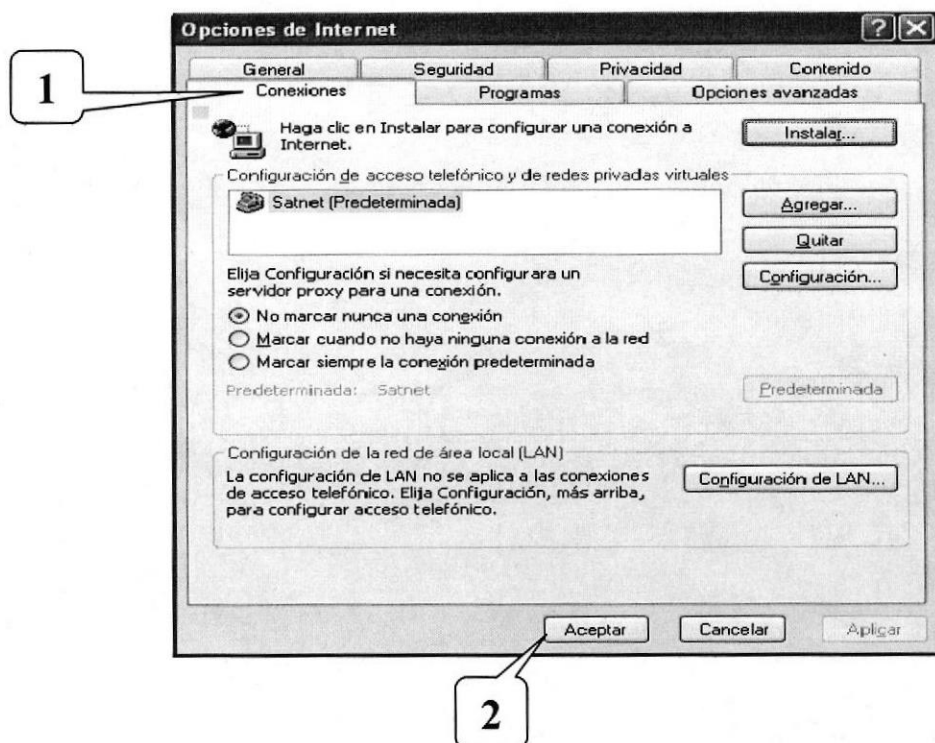 Opciones de Internet
1
General Seguridad Privacidad Contenido
Conexiones Programas Opciones avanzadas
Haga clic en Instalar para configurar una conexión a
Internet.
Instalar...
Configuración de acceso telefónico y de redes privadas virtuales
Satnet (Predeterminada)
Agregar...
Quitar
Elija Configuración si necesita configurara un
servidor proxy para una conexión.
Configuración...
No marcar nunca una conexión
Marcar cuando no haya ninguna conexión a la red
Marcar siempre la conexión predeterminada
Predeterminada: Satnet
Predeterminada
Configuración de la red de área local (LAN)
La configuración de LAN no se aplica a las conexiones
de acceso telefónico. Elija Configuración, más arriba,
para configurar acceso telefónico.
Configuración de LAN...
Aceptar Cancelar Aplicar
2